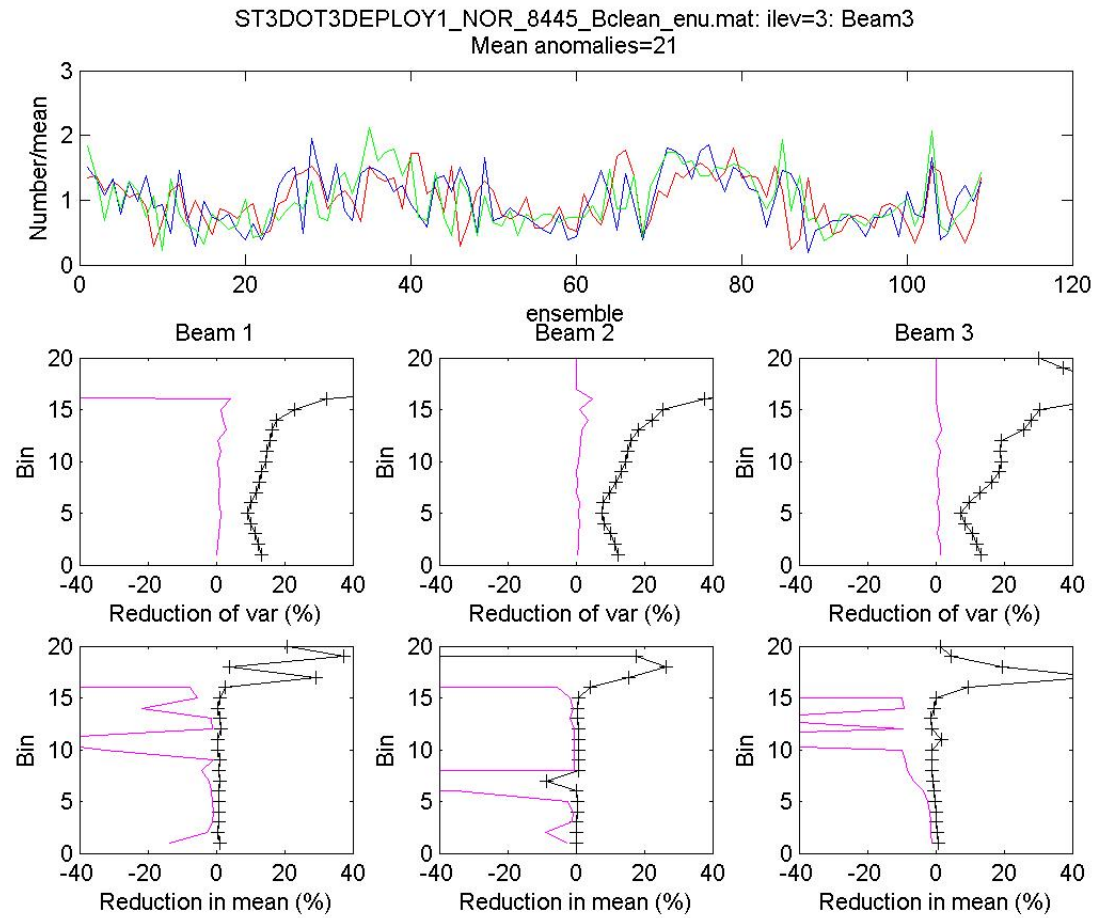 ST3DOT3DEPLOY1_NOR_8445_Bclean_enu.mat: ilev=3: Beam3
Mean anomalies=21
3
2
1
0
Number/mean
0 20 40 60 80 100 120
ensemble
Beam 1 Beam 2 Beam 3
20 20 20
15 15 15
Bin Bin Bin
10 10 10
5 5 5
0 0 0
-40 -20 0 20 40 -40 -20 0 20 40 -40 -20 0 20 40
Reduction of var (%) Reduction of var (%) Reduction of var (%)
20 20 20
15 15 15
Bin Bin Bin
10 10 10
5 5 5
0 0 0
-40 -20 0 20 40 -40 -20 0 20 40 -40 -20 0 20 40
Reduction in mean (%) Reduction in mean (%) Reduction in mean (%)